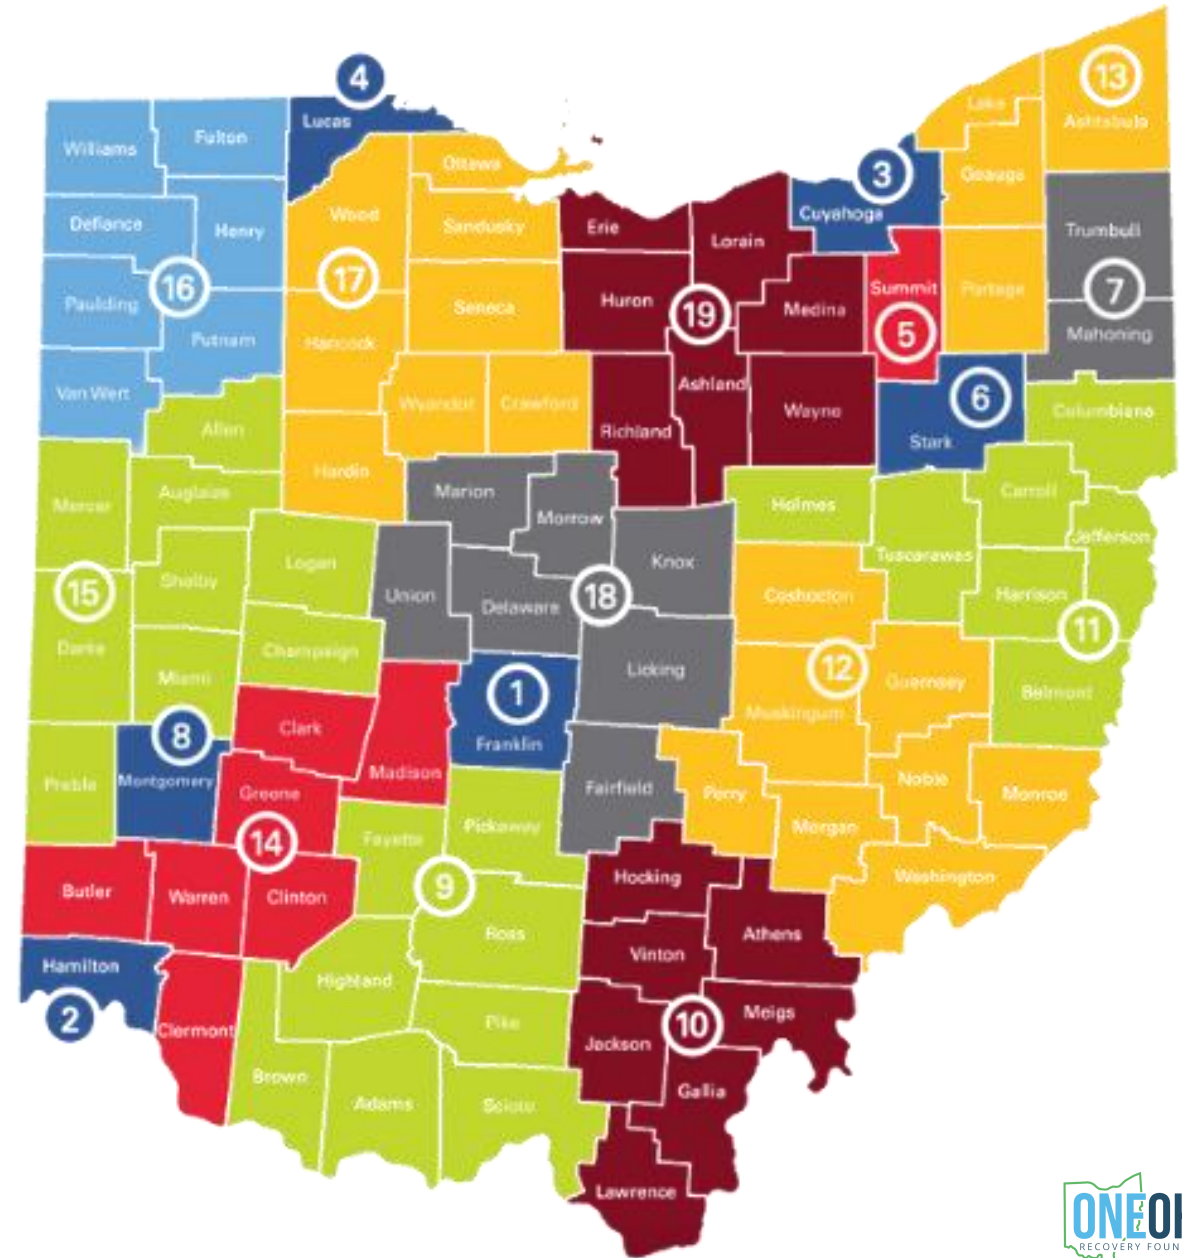 4
13
Lucas
Lake
Ashtabula
Williams
Fulton
Ottawa
3
Geauga
Defiance
Henry
Wood
Sandusky
Erie
Lorain
Cuyahoga
Trumbull
16
17
Paulding
Seneca
Huron
19
Medina
Summit
5
Portage
7
Mahoning
Putnam
Hancock
Van Wert
Wyandot
Crawford
Ashland
Wayne
6
Columbiana
Allen
Richland
Stark
Hardin
Mercer
Auglaize
Marion
Morrow
Holmes
Carroll
Jefferson
Logan
Knox
Tuscarawas
15
Shelby
Union
Delaware
18
Coshocton
Harrison
11
Darke
Champaign
Miami
Licking
12
Guernsey
Belmont
1
Muskingum
8
Clark
Franklin
Preble
Montgomery
Madison
Greene
Fairfield
Perry
Noble
Monroe
14
Fayette
Pickaway
Morgan
Butler
Warren
Clinton
9
Hocking
Washington
Ross
Athens
Hamilton
2
Highland
Vinton
Clermont
Pike
10
Meigs
Jackson
Brown
Adams
Scioto
Gallia
Lawrence
ONEOH
RECOVERY FOUN